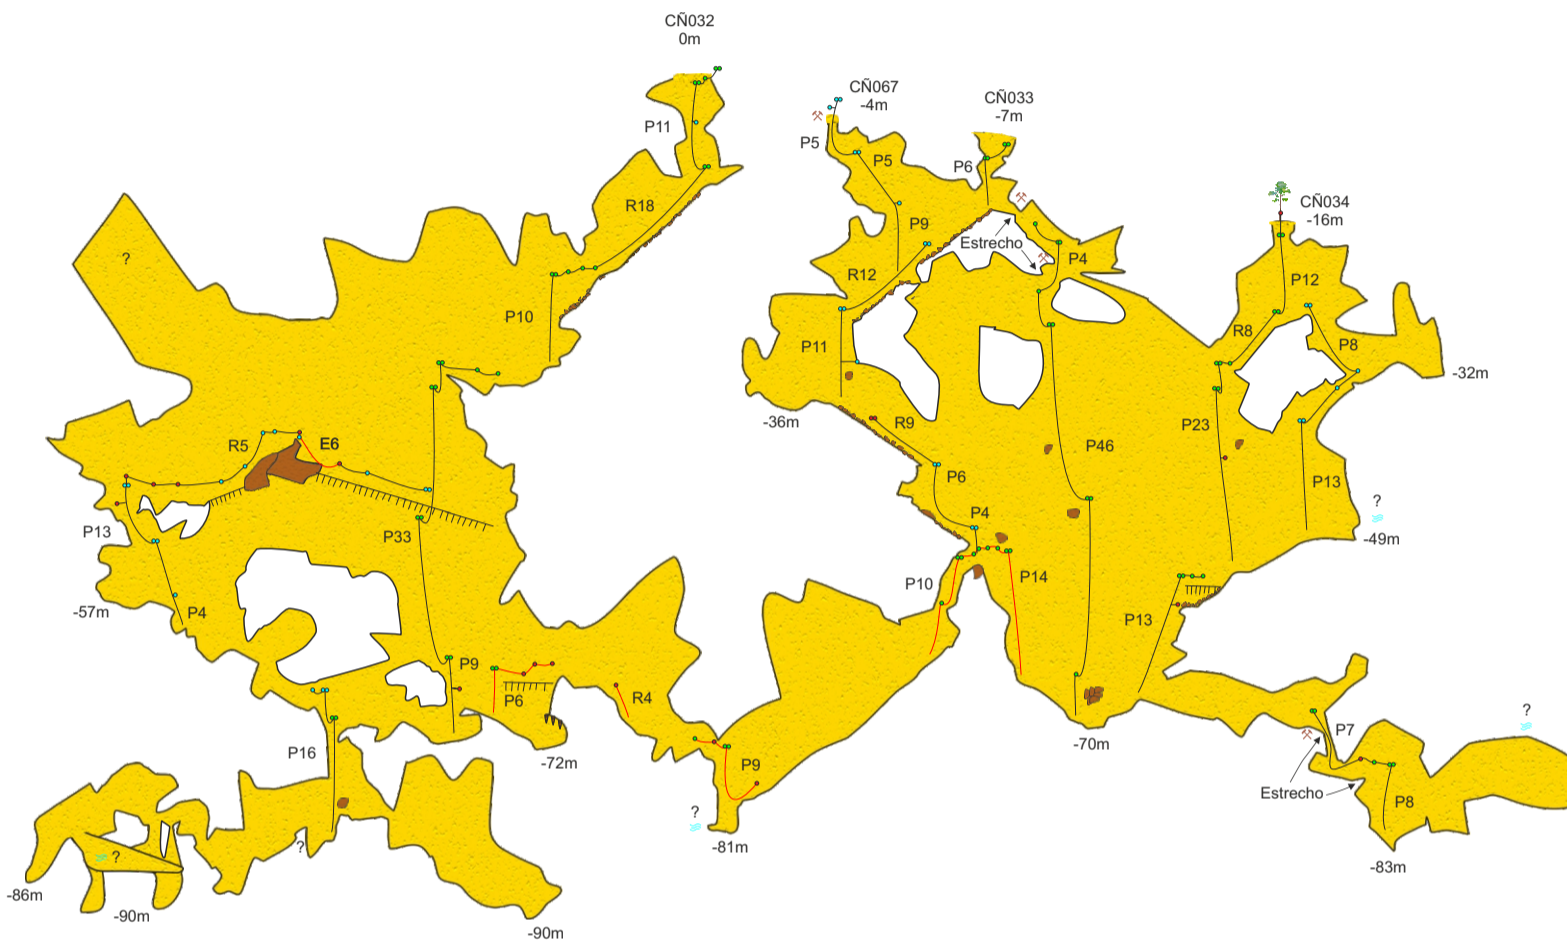 CÑ032
0m
CÑ067
-4m
CÑ033
-7m
P11
P5
P5
P6
R18
CÑ034
-16m
P9
Estrecho
P4
?
R12
P12
P10
R8
P8
P11
-32m
-36m
R9
P23
R5
E6
P46
P6
P13
?
P13
P33
P4
-49m
P10
P14
-57m
P4
P13
P9
P6
R4
?
P16
-72m
P9
-70m
P7
Estrecho
P8
?
-81m
?
?
-83m
-86m
-90m
-90m